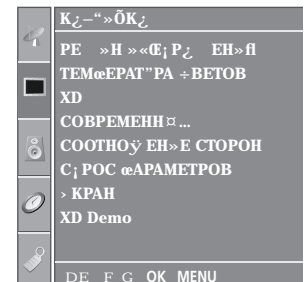 K¿–“»ÕK¿
PE »H »«Œ¡P¿ EH»fl
TEMœEPAT”PA ÷BETOB
XD
COBPEMEHH¤...
COOTHOÿ EH»E CTOPOH
C¡POC œAPAMETPOB
› KPAH
XD Demo
DE F G OK MENU